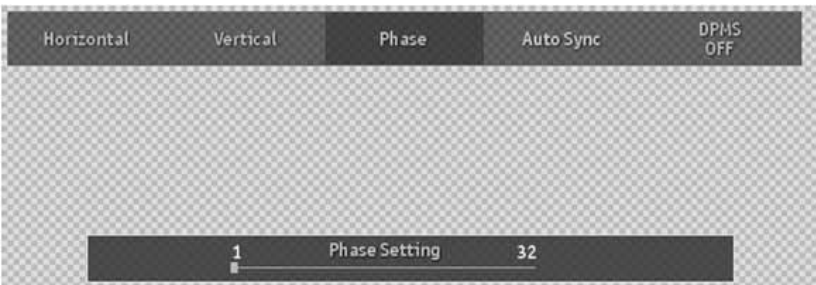 Horizontal Vertical Phase Auto Sync DPMS OFF
1 Phase Setting 32